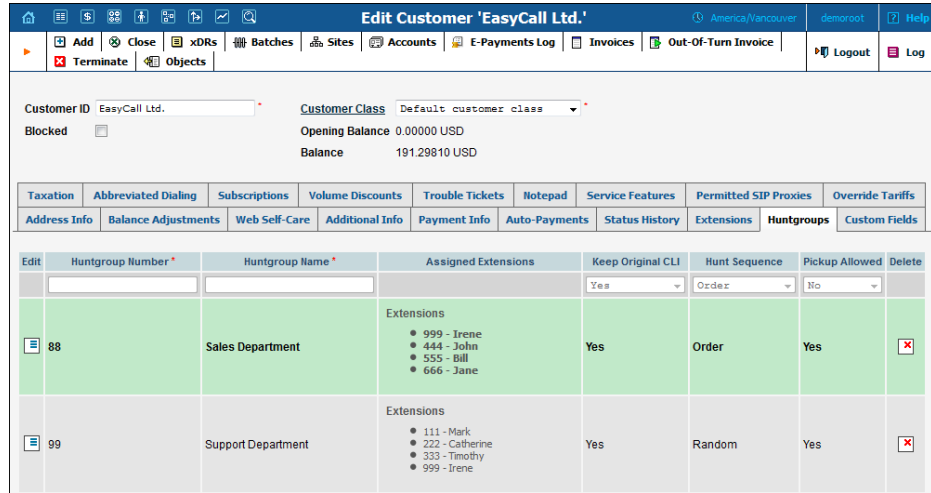 Edit Customer 'EasyCall Ltd.' America/Vancouver demoroot ? Help
Add Close xDRs Batches Sites Accounts E-Payments Log Invoices Out-Of-Turn Invoice Logout Log
Terminate Objects
Customer ID EasyCall Ltd. * Customer Class Default customer class *
Blocked Opening Balance 0.00000 USD
Balance 191.29810 USD
Taxation Abbreviated Dialing Subscriptions Volume Discounts Trouble Tickets Notepad Service Features Permitted SIP Proxies Override Tariffs
Address Info Balance Adjustments Web Self-Care Additional Info Payment Info Auto-Payments Status History Extensions Huntgroups Custom Fields
Edit Huntgroup Number * Huntgroup Name * Assigned Extensions Keep Original CLI Hunt Sequence Pickup Allowed Delete
Yes Order No
Extensions
• 999 - Irene
• 444 - John
88 Sales Department Yes Order Yes
• 555 - Bill
• 666 - Jane
Extensions
• 111 - Mark
• 222 - Catherine
99 Support Department Yes Random Yes
• 333 - Timothy
• 999 - Irene